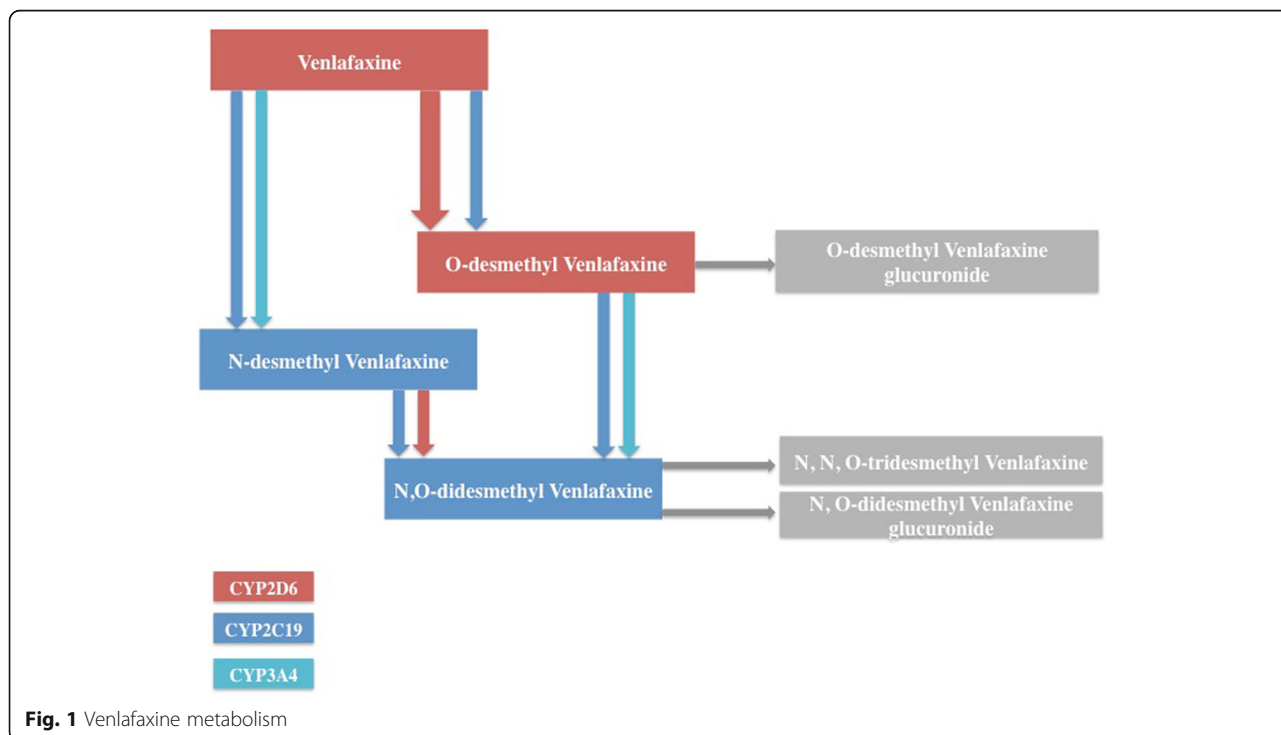 Venlafaxine
O-desmethyl Venlafaxine
O-desmethyl Venlafaxine
glucuronide
N-desmethyl Venlafaxine
N,O-didesmethyl Venlafaxine
N, N, O-tridesmethyl Venlafaxine
N, O-didesmethyl Venlafaxine
glucuronide
CYP2D6
CYP2C19
CYP3A4
Fig. 1 Venlafaxine metabolism